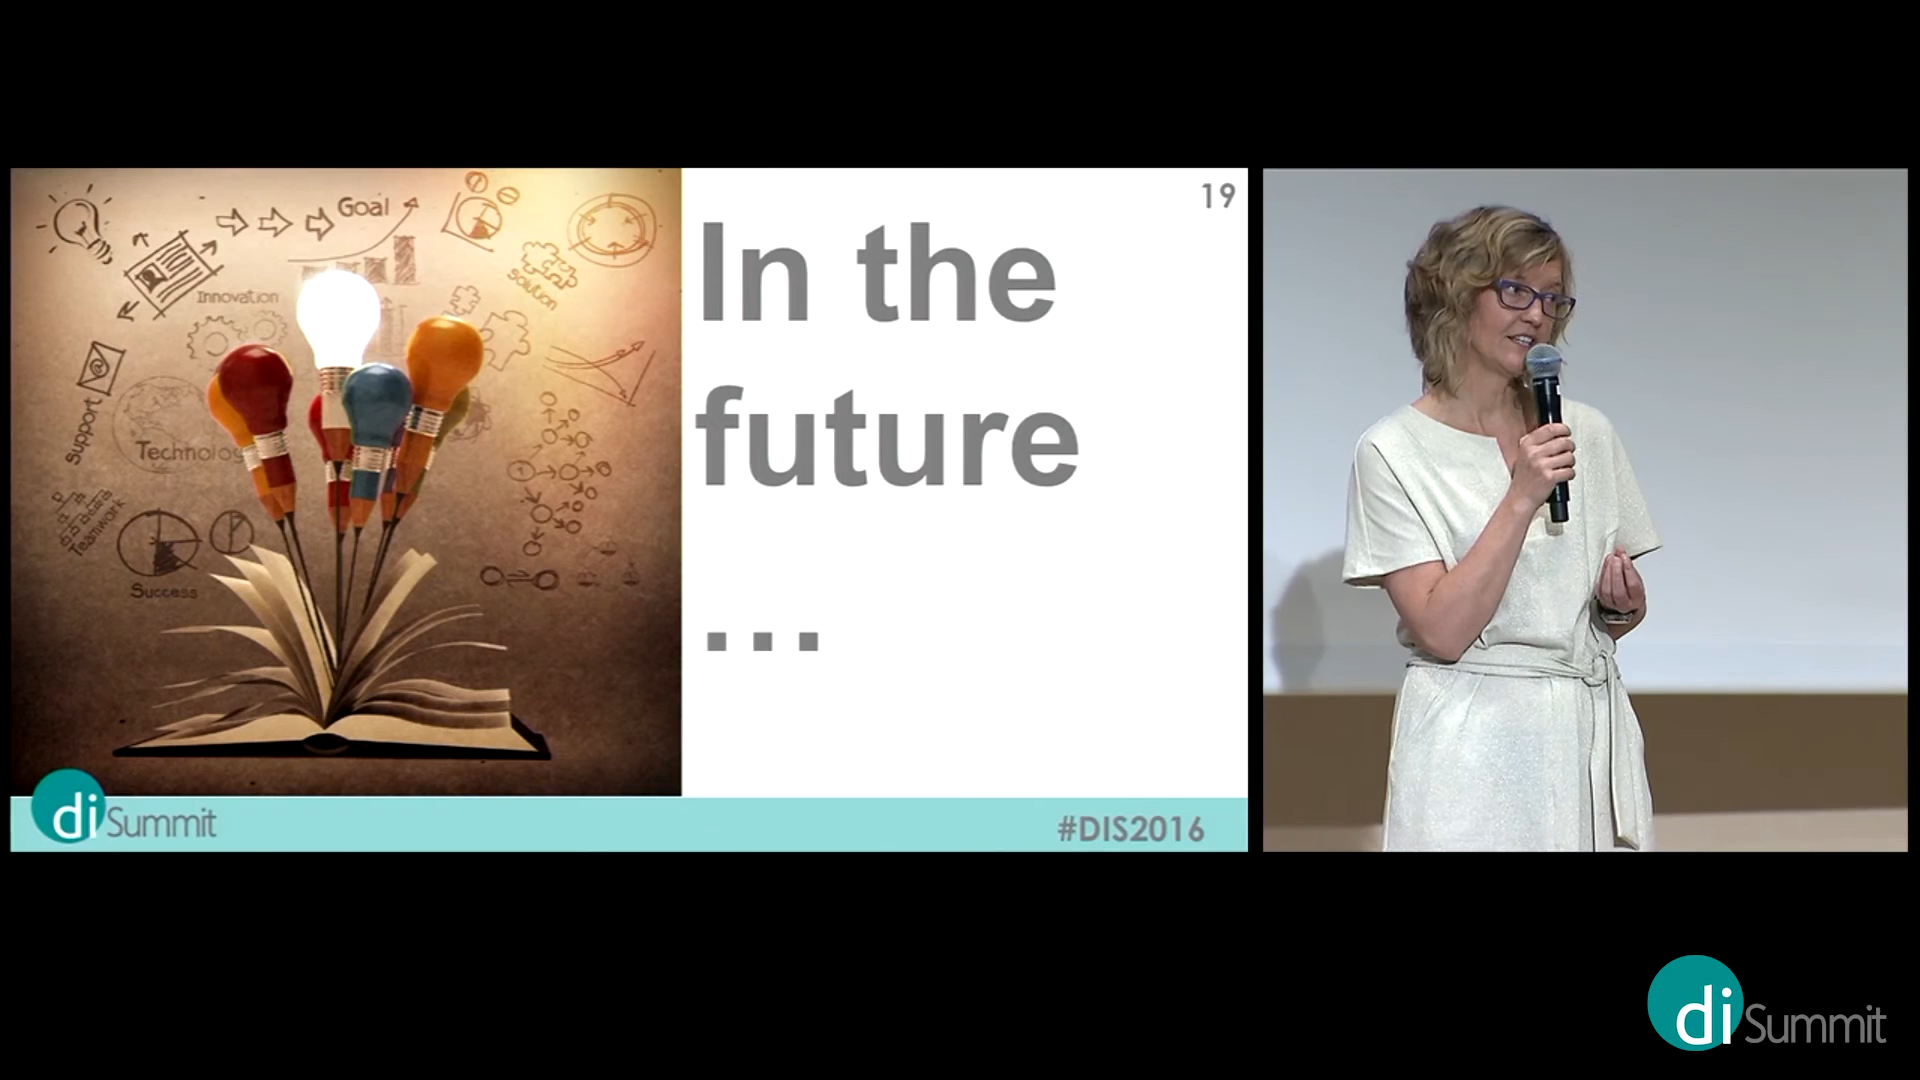 19
In the
future
...
Goal
Innovation
Solution
@
Support
Technolog
Teamwork
Success
di Summit
#DIS2016
di Summit